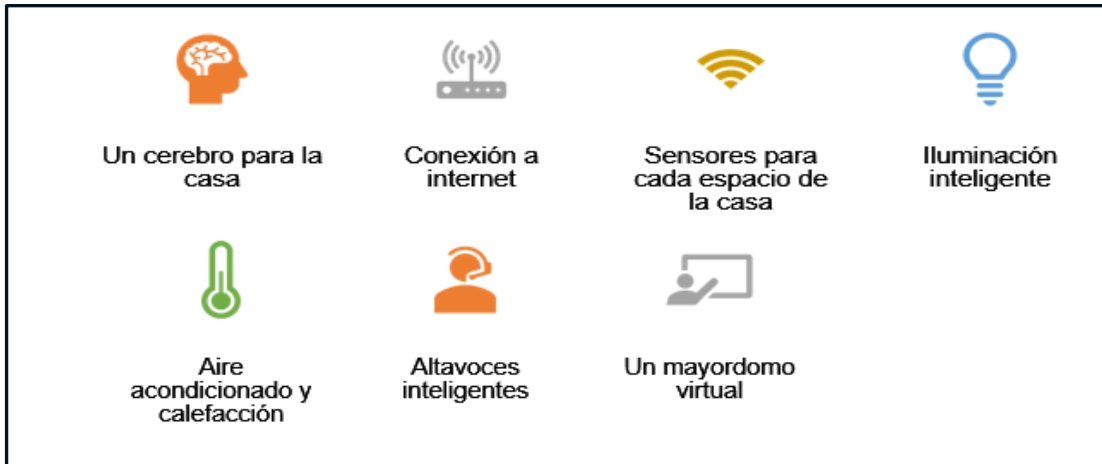 Un cerebro para la
casa
Conexión a
internet
Sensores para
cada espacio de
la casa
Iluminación
inteligente
Aire
acondicionado y
calefacción
Altavoces
inteligentes
Un mayordomo
virtual